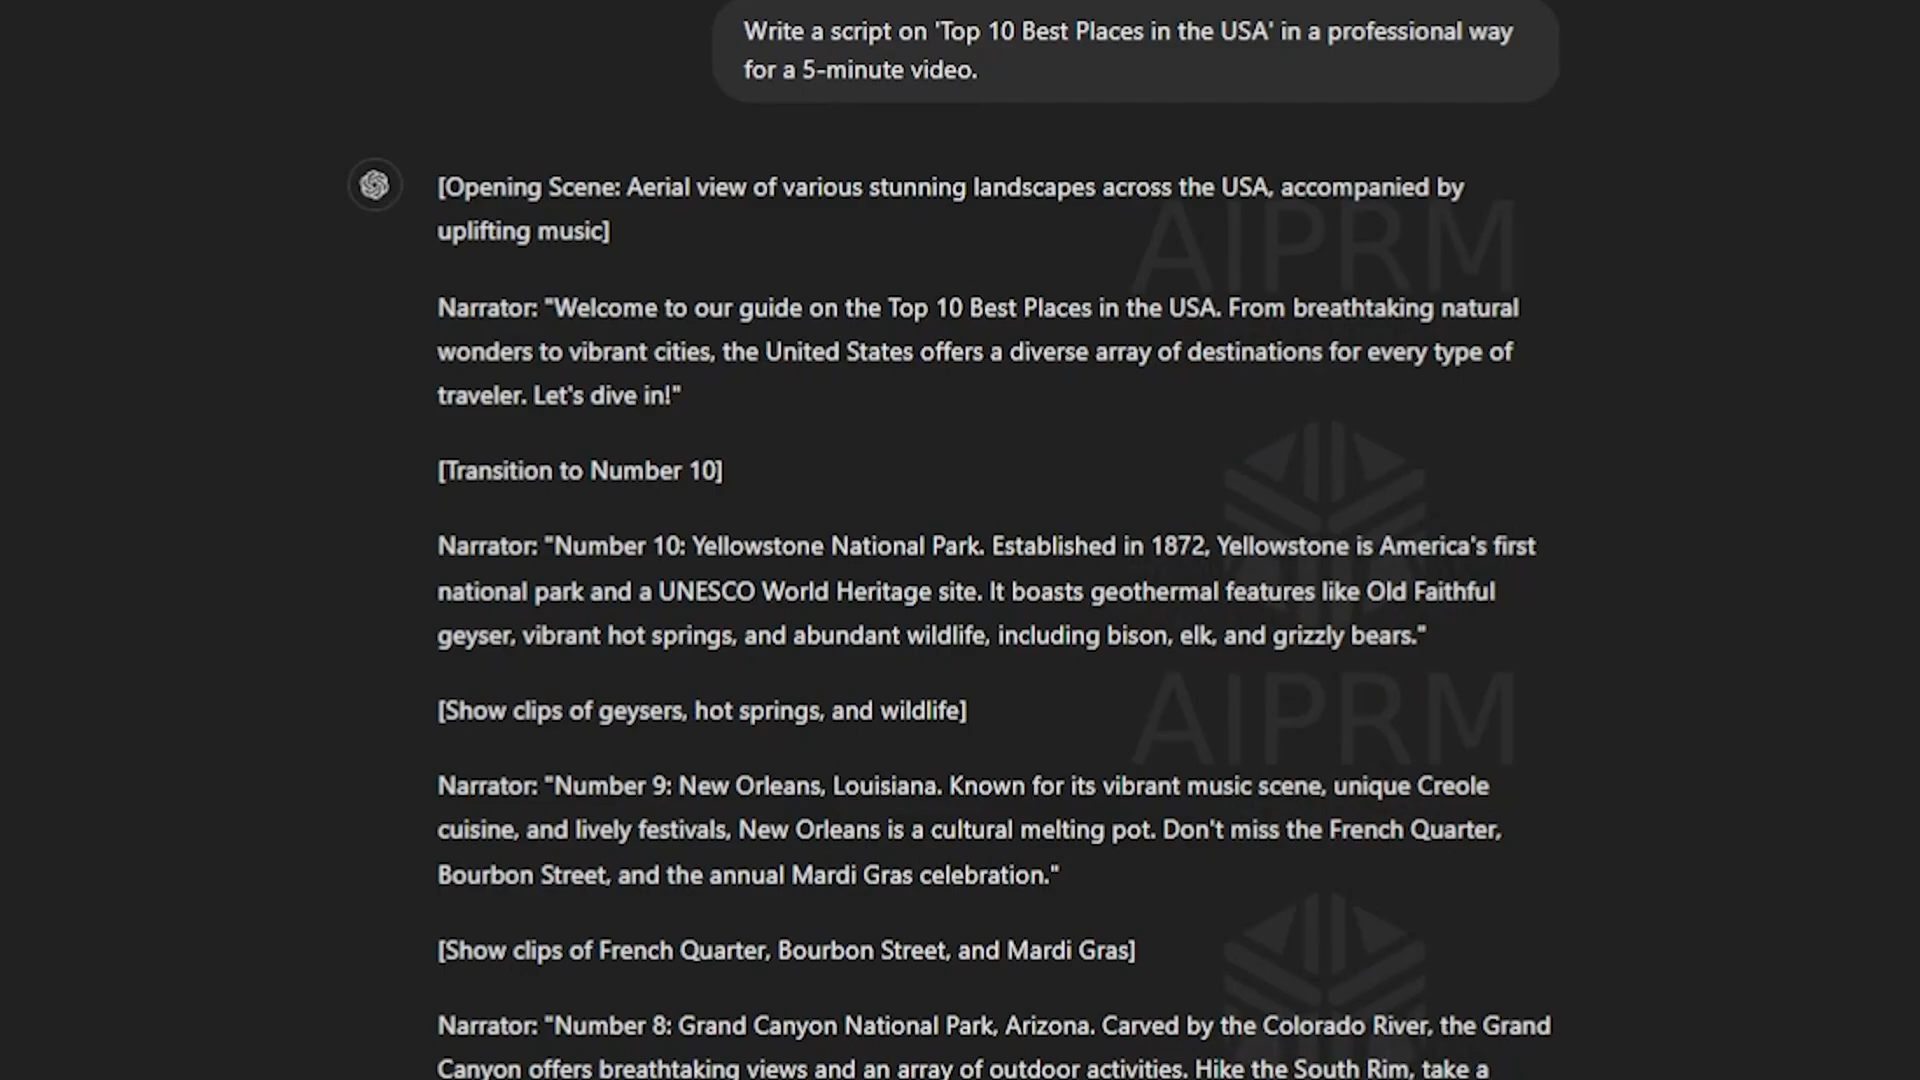 Write a script on 'Top 10 Best Places in the USA' in a professional way
for a 5-minute video.
[Opening Scene: Aerial view of various stunning landscapes across the USA, accompanied by
uplifting music]
AIPRM
Narrator: "Welcome to our guide on the Top 10 Best Places in the USA. From breathtaking natural
wonders to vibrant cities, the United States offers a diverse array of destinations for every type of
traveler. Let's dive in!"
[Transition to Number 10]
Narrator: "Number 10: Yellowstone National Park. Established in 1872, Yellowstone is America's first
national park and a UNESCO World Heritage site. It boasts geothermal features like Old Faithful
geyser, vibrant hot springs, and abundant wildlife, including bison, elk, and grizzly bears."
[Show clips of geysers, hot springs, and wildlife]
AIPRM
Narrator: "Number 9: New Orleans, Louisiana. Known for its vibrant music scene, unique Creole
cuisine, and lively festivals, New Orleans is a cultural melting pot. Don't miss the French Quarter,
Bourbon Street, and the annual Mardi Gras celebration."
[Show clips of French Quarter, Bourbon Street, and Mardi Gras]
Narrator: "Number 8: Grand Canyon National Park, Arizona. Carved by the Colorado River, the Grand
Canyon offers breathtaking views and an array of outdoor activities. Hike the South Rim, take a